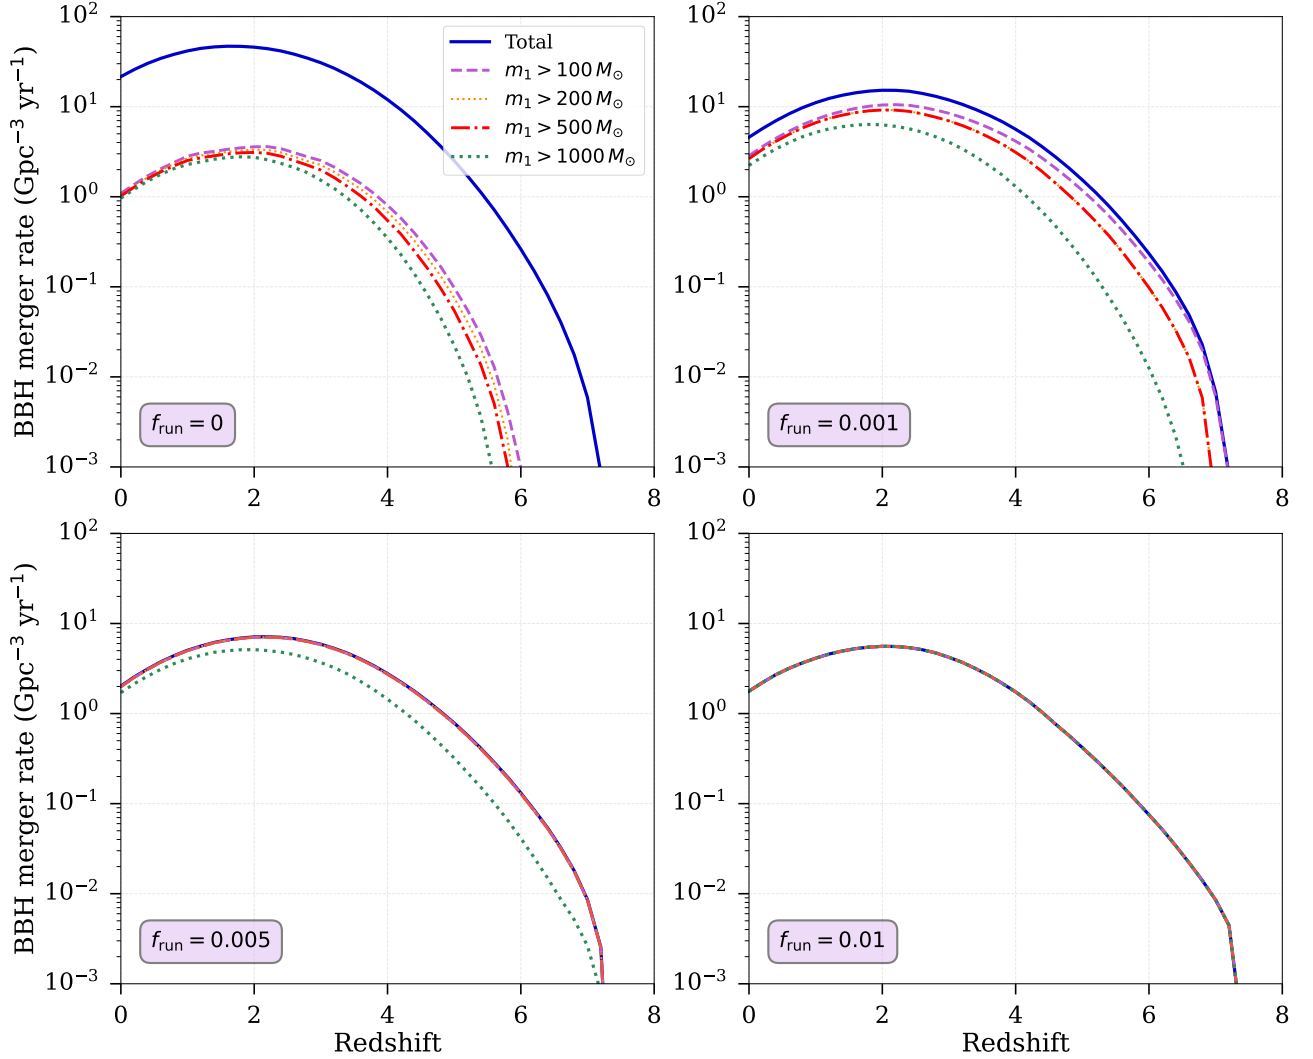 BBH merger rate (Gpc⁻³ yr⁻¹)
10²
10¹
10⁰
10⁻¹
10⁻²
10⁻³
0 2 4 6 8
Total
m₁ > 100 M⊙
m₁ > 200 M⊙
m₁ > 500 M⊙
m₁ > 1000 M⊙
f_run = 0
10²
10¹
10⁰
10⁻¹
10⁻²
10⁻³
0 2 4 6 8
f_run = 0.001
BBH merger rate (Gpc⁻³ yr⁻¹)
10²
10¹
10⁰
10⁻¹
10⁻²
10⁻³
0 2 4 6 8
f_run = 0.005
Redshift
10²
10¹
10⁰
10⁻¹
10⁻²
10⁻³
0 2 4 6 8
f_run = 0.01
Redshift